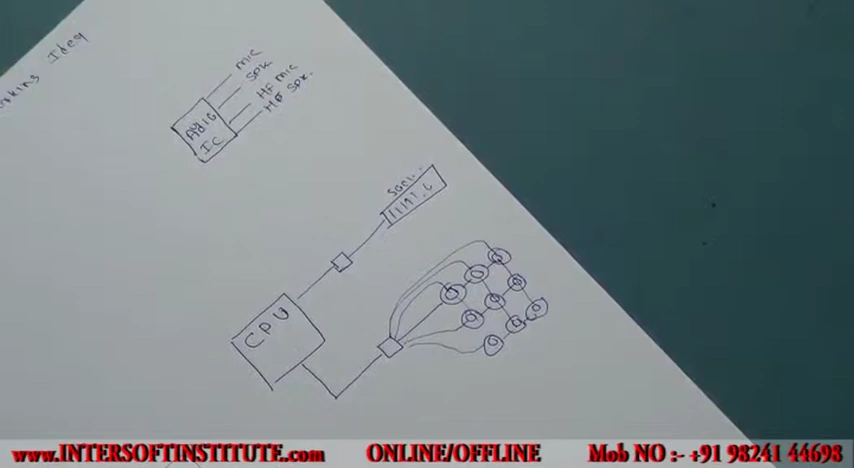 Idea
MIC
SPK.
HF MIC
HF SPK.
AUDIO
IC
CPU
www.INTERSOFTINSTITUTE.com ONLINE/OFFLINE Mob NO :- +91 98241 44698